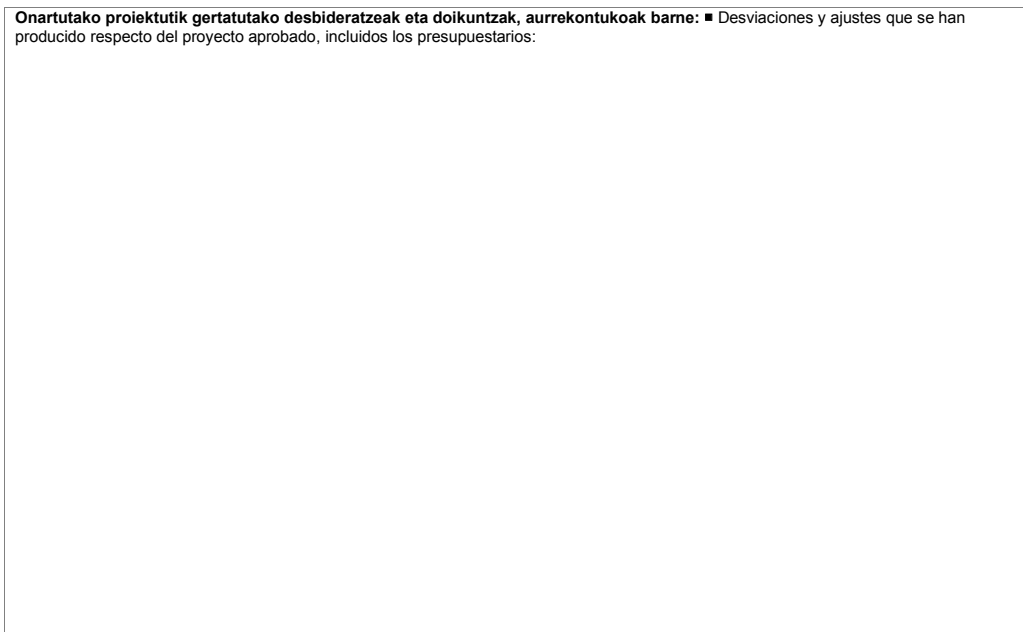 Onartutako proiektutik gertatutako desbideratzeak eta doikuntzak, aurrekontukoak barne: ■ Desviaciones y ajustes que se han
producido respecto del proyecto aprobado, incluidos los presupuestarios: